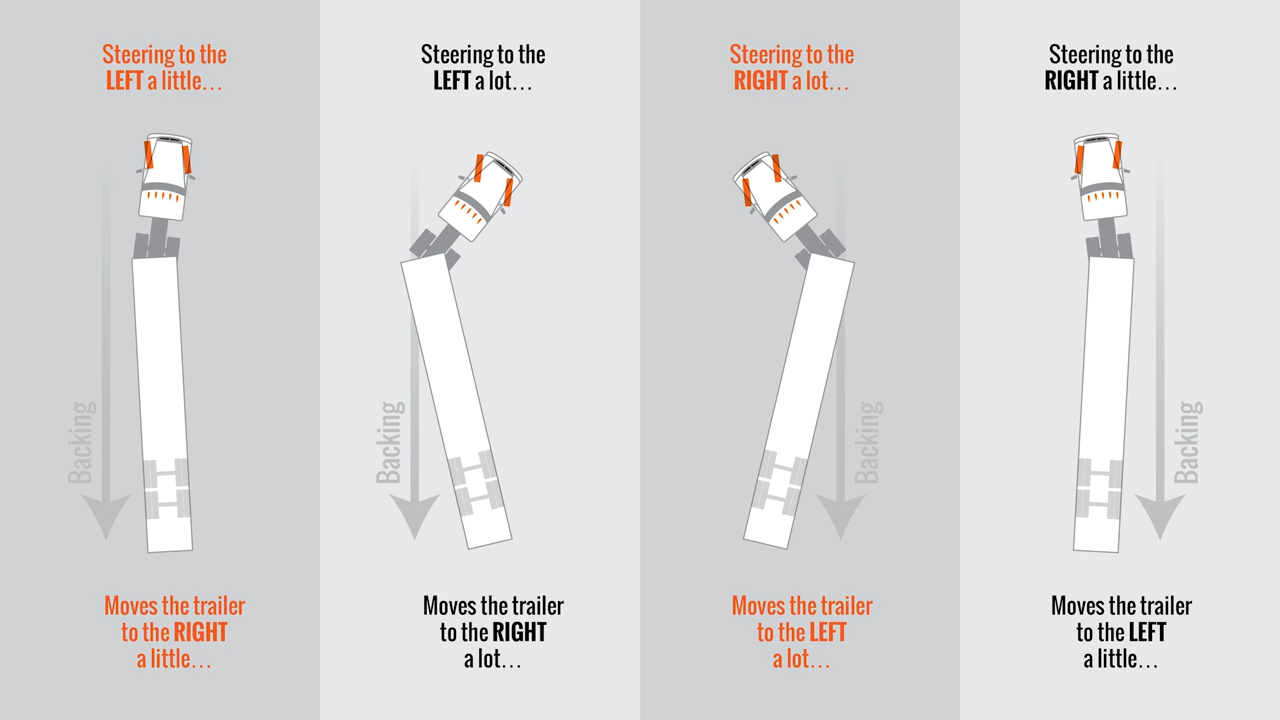 Steering to the
LEFT a little...
Steering to the
LEFT a lot...
Steering to the
RIGHT a lot...
Steering to the
RIGHT a little...
Backing
Backing
Backing
Backing
Moves the trailer
to the RIGHT
a little...
Moves the trailer
to the RIGHT
a lot...
Moves the trailer
to the LEFT
a lot...
Moves the trailer
to the LEFT
a little...